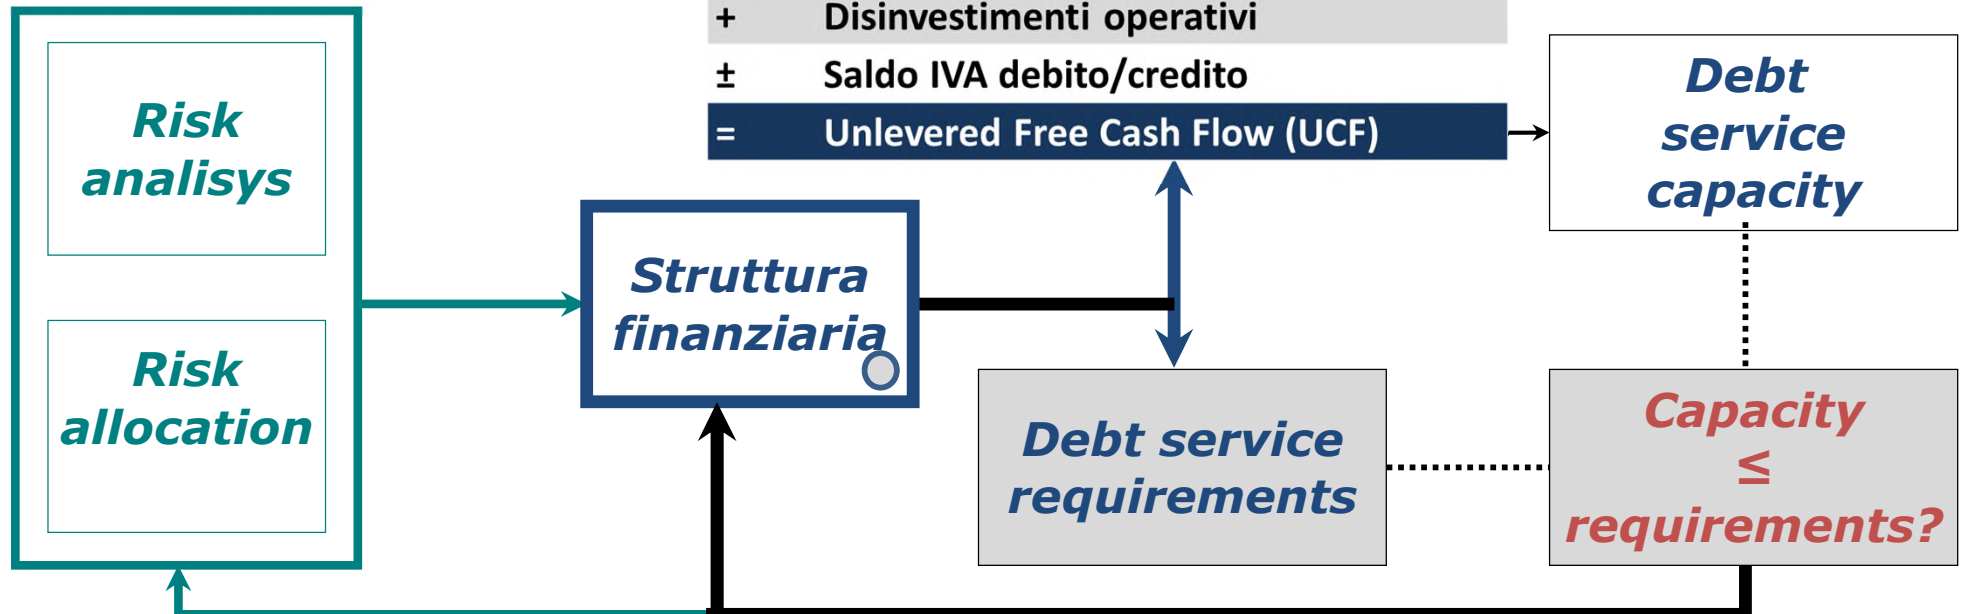 + Disinvestimenti operativi
± Saldo IVA debito/credito
= Unlevered Free Cash Flow (UCF)
Debt
service
capacity
Risk
analisys
Risk
allocation
Struttura
finanziaria
Debt service
requirements
Capacity
≤
requirements?